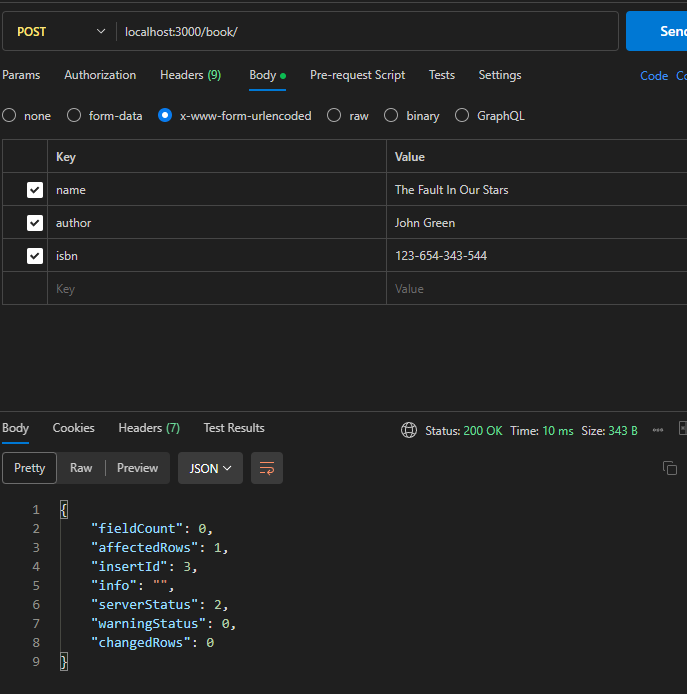 POST localhost:3000/book/ Send
Params Authorization Headers (9) Body Pre-request Script Tests Settings Code Co
none form-data x-www-form-urlencoded raw binary GraphQL
Key Value
name The Fault In Our Stars
author John Green
isbn 123-654-343-544
Key Value
Body Cookies Headers (7) Test Results Status: 200 OK Time: 10 ms Size: 343 B
Pretty Raw Preview JSON
1 {
2 "fieldCount": 0,
3 "affectedRows": 1,
4 "insertId": 3,
5 "info": "",
6 "serverStatus": 2,
7 "warningStatus": 0,
8 "changedRows": 0
9 }